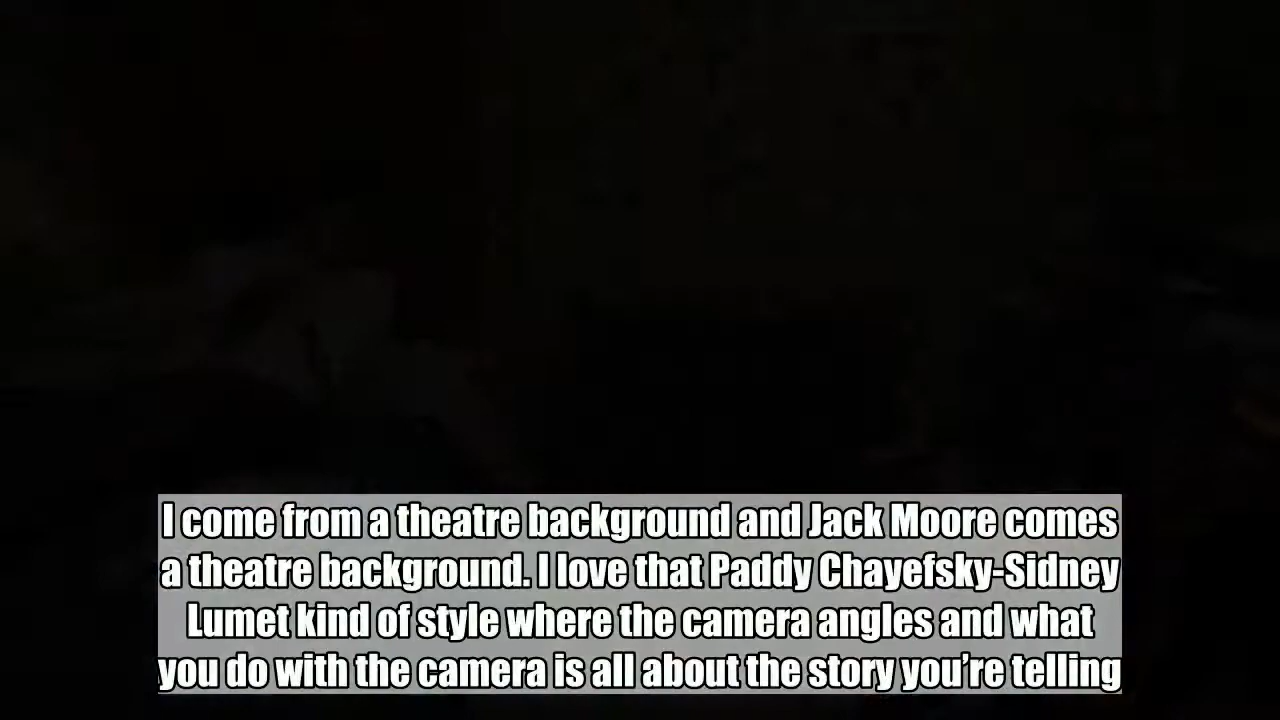 I come from a theatre background and Jack Moore comes
a theatre background. I love that Paddy Chayefsky-Sidney
Lumet kind of style where the camera angles and what
you do with the camera is all about the story you’re telling